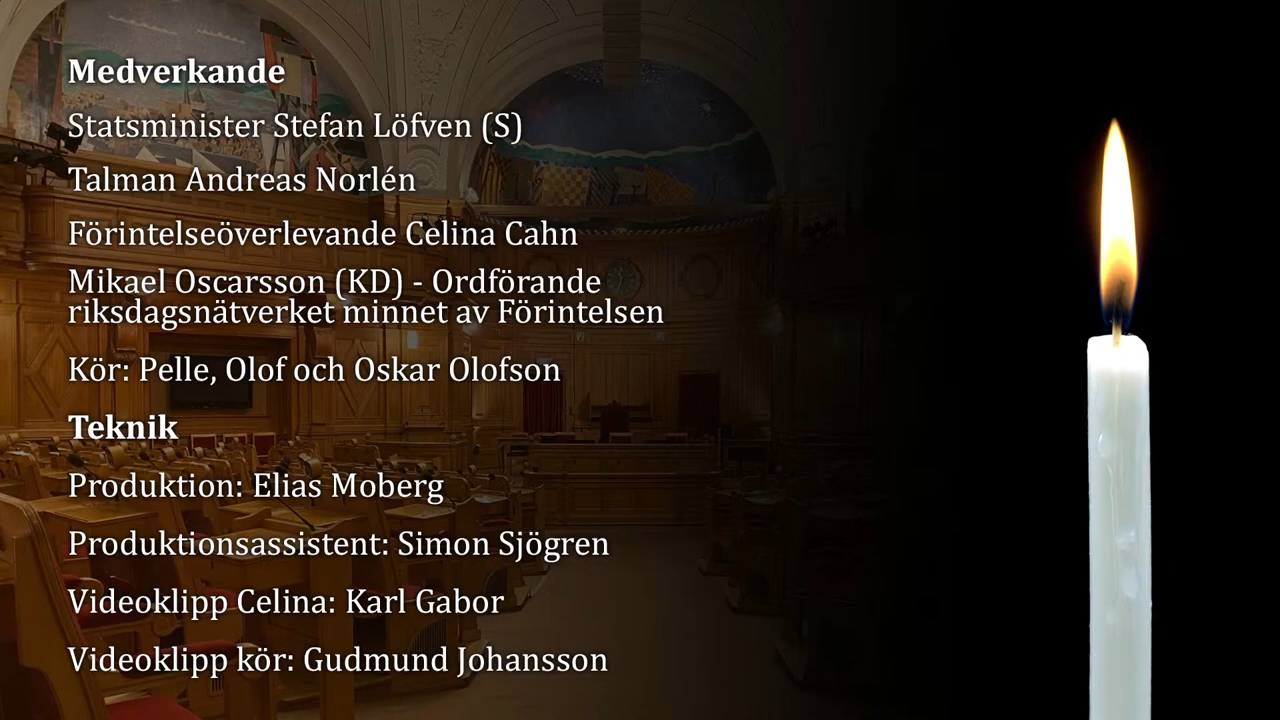 Medverkande
Statsminister Stefan Löfven (S)
Talman Andreas Norlén
Förintelseöverlevande Celina Cahn
Mikael Oscarsson (KD) - Ordförande
riksdagsnätverket minnet av Förintelsen
Kör: Pelle, Olof och Oskar Olofson
Teknik
Produktion: Elias Moberg
Produktionsassistent: Simon Sjögren
Videoklipp Celina: Karl Gabor
Videoklipp kör: Gudmund Johansson